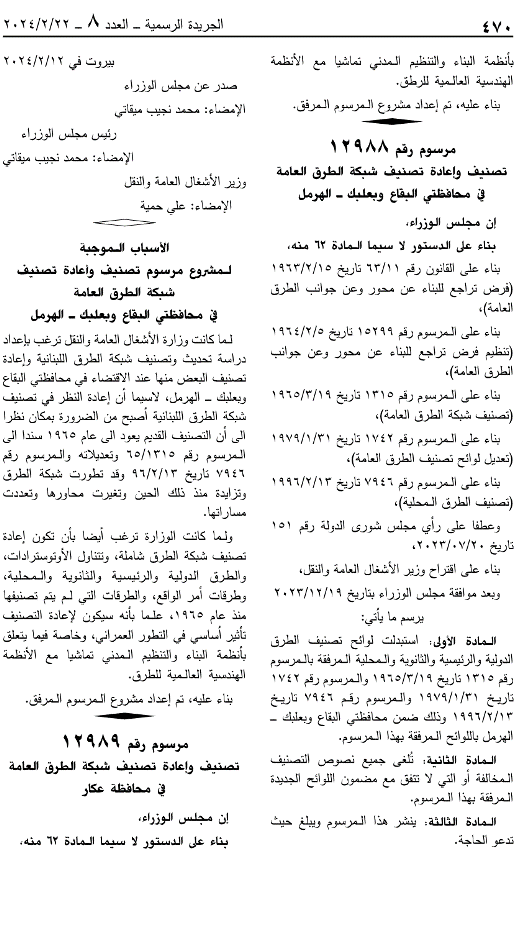 ٤٧٠
الجريدة الرسمية ــ العدد ٨ ــ ٢٠٢٤/٢/٢٢
بأنظمة البناء والتنظيم المدني تماشيا مع الأنظمة
الهندسية العالمية للرطق.
بناء عليه، تم إعداد مشروع المرسوم المرفق.
مرسوم رقم ١٢٩٨٨
تصنيف وإعادة تصنيف شبكة الطرق العامة
في محافظتي البقاع وبعلبك ــ الهرمل
إن مجلس الوزراء،
بناء على الدستور لا سيما المادة ٦٢ منه،
بناء على القانون رقم ٦٣/١١ تاريخ ١٩٦٣/٢/١٥
(فرض تراجع للبناء عن محور وعن جوانب الطرق
العامة)،
بناء على المرسوم رقم ١٥٢٩٩ تاريخ ١٩٦٤/٢/٥
(تنظيم فرض تراجع للبناء عن محور وعن جوانب
الطرق العامة)،
بناء على المرسوم رقم ١٣١٥ تاريخ ١٩٦٥/٣/١٩
(تصنيف شبكة الطرق العامة)،
بناء على المرسوم رقم ١٧٤٢ تاريخ ١٩٧٩/١/٣١
(تعديل لوائح تصنيف الطرق العامة)،
بناء على المرسوم رقم ٧٩٤٦ تاريخ ١٩٩٦/٢/١٣
(تصنيف الطرق المحلية)،
وعطفا على رأي مجلس شورى الدولة رقم ١٥١
تاريخ ٢٠٢٣/٠٧/٢٠،
بناء على اقتراح وزير الأشغال العامة والنقل،
وبعد موافقة مجلس الوزراء بتاريخ ٢٠٢٣/١٢/١٩
يرسم ما يأتي:
المادة الأولى: استبدلت لوائح تصنيف الطرق
الدولية والرئيسية والثانوية والمحلية المرفقة بالمرسوم
رقم ١٣١٥ تاريخ ١٩٦٥/٣/١٩ والمرسوم رقم ١٧٤٢
تاريخ ١٩٧٩/١/٣١ والمرسوم رقم ٧٩٤٦ تاريخ
١٩٩٦/٢/١٣ وذلك ضمن محافظتي البقاع وبعلبك ــ
الهرمل باللوائح المرفقة بهذا المرسوم.
المادة الثانية: تُلغى جميع نصوص التصنيف
المخالفة أو التي لا تتفق مع مضمون اللوائح الجديدة
المرفقة بهذا المرسوم.
المادة الثالثة: ينشر هذا المرسوم ويبلغ حيث
تدعو الحاجة.
بيروت في ٢٠٢٤/٢/١٢
صدر عن مجلس الوزراء
الإمضاء: محمد نجيب ميقاتي
رئيس مجلس الوزراء
الإمضاء: محمد نجيب ميقاتي
وزير الأشغال العامة والنقل
الإمضاء: علي حمية
الأسباب الموجبة
لمشروع مرسوم تصنيف وإعادة تصنيف
شبكة الطرق العامة
في محافظتي البقاع وبعلبك ــ الهرمل
لما كانت وزارة الأشغال العامة والنقل ترغب بإعداد
دراسة تحديث وتصنيف شبكة الطرق اللبنانية وإعادة
تصنيف البعض منها عند الاقتضاء في محافظتي البقاع
وبعلبك ــ الهرمل، لاسيما أن إعادة النظر في تصنيف
شبكة الطرق اللبنانية أصبح من الضرورة بمكان نظرا
الى أن التصنيف القديم يعود الى عام ١٩٦٥ سندا الى
المرسوم رقم ٦٥/١٣١٥ وتعديلاته والمرسوم رقم
٧٩٤٦ تاريخ ٩٦/٢/١٣ وقد تطورت شبكة الطرق
وتزايدة منذ ذلك الحين وتغيرت محاورها وتعددت
مساراتها.
ولما كانت الوزارة ترغب أيضا بأن تكون إعادة
تصنيف شبكة الطرق شاملة، وتتناول الأوتوسترادات،
والطرق الدولية والرئيسية والثانوية والمحلية،
وطرقات أمر الواقع، والطرقات التي لم يتم تصنيفها
منذ عام ١٩٦٥، علما بأنه سيكون لإعادة التصنيف
تأثير أساسي في التطور العمراني، وخاصة فيما يتعلق
بأنظمة البناء والتنظيم المدني تماشيا مع الأنظمة
الهندسية العالمية للطرق.
بناء عليه، تم إعداد مشروع المرسوم المرفق.
مرسوم رقم ١٢٩٨٩
تصنيف وإعادة تصنيف شبكة الطرق العامة
في محافظة عكار
إن مجلس الوزراء،
بناء على الدستور لا سيما المادة ٦٢ منه،